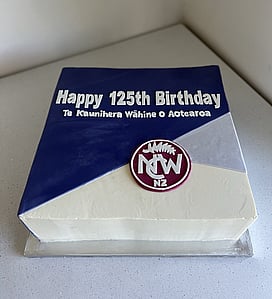 Happy 125th Birthday
Te Kaunihera Wāhine O Aotearoa
NCW
NZ